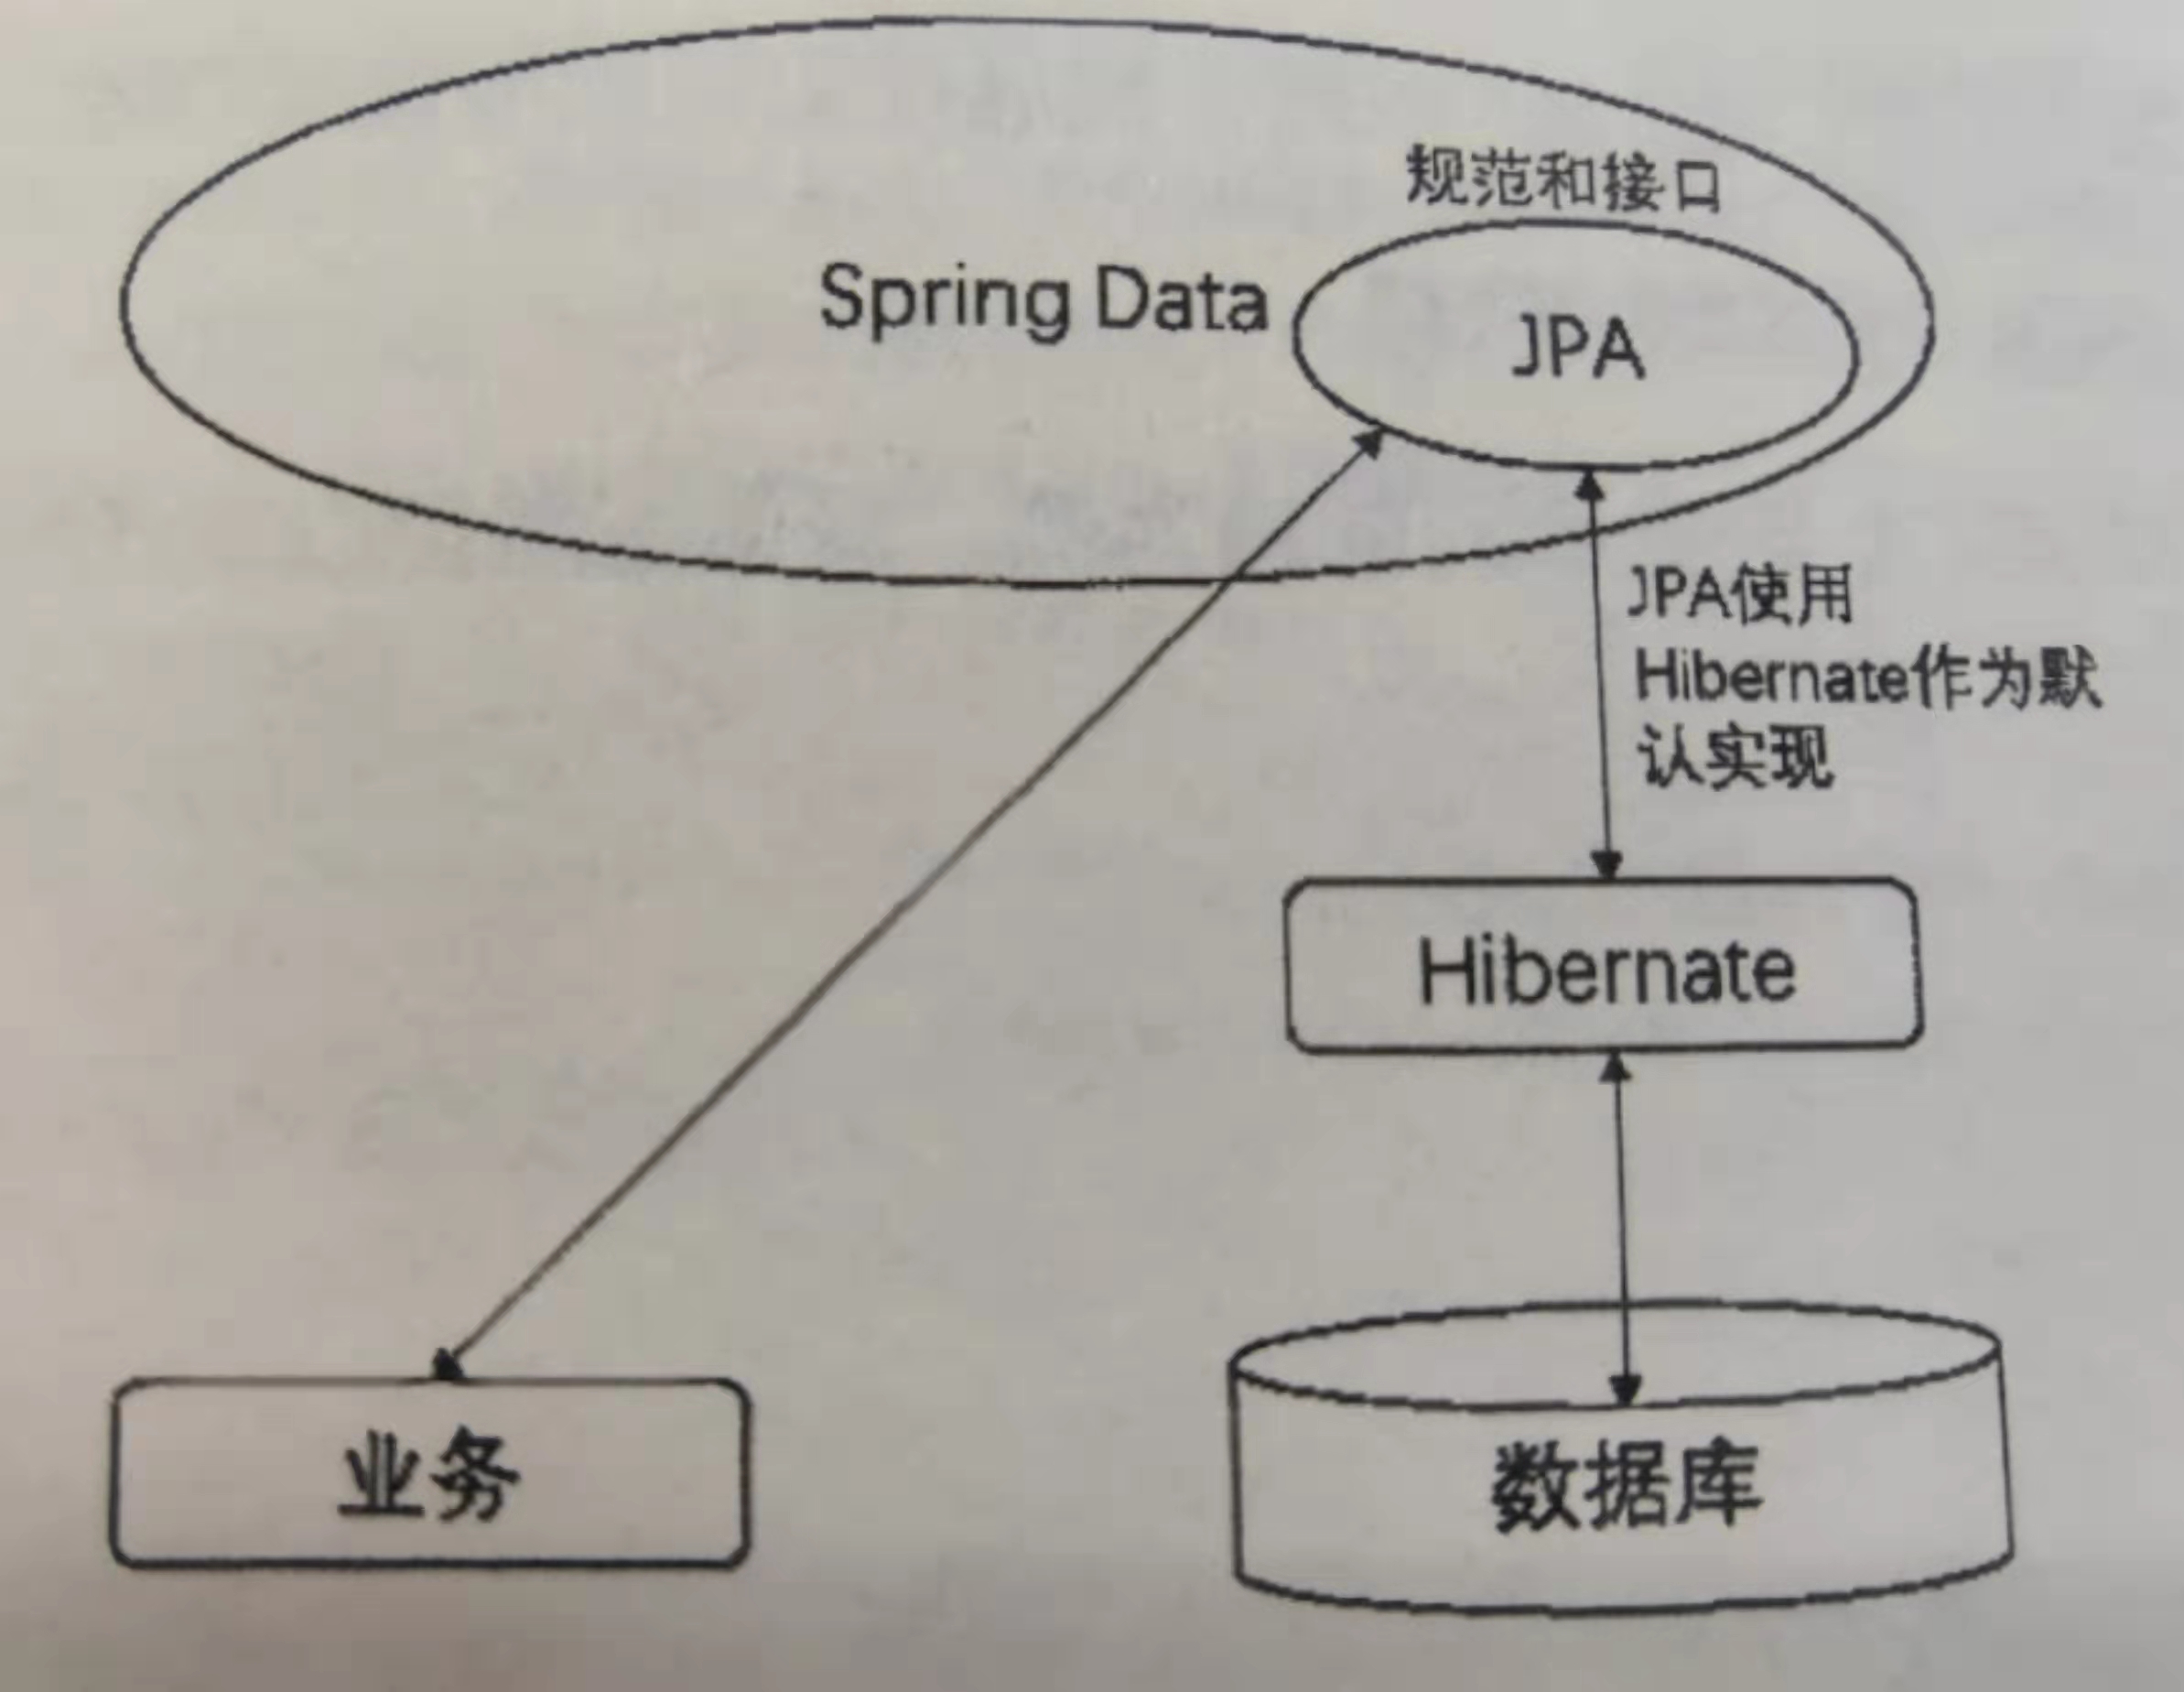 规范和接口
Spring Data
JPA
JPA使用
Hibernate作为默
认实现
Hibernate
业务
数据库